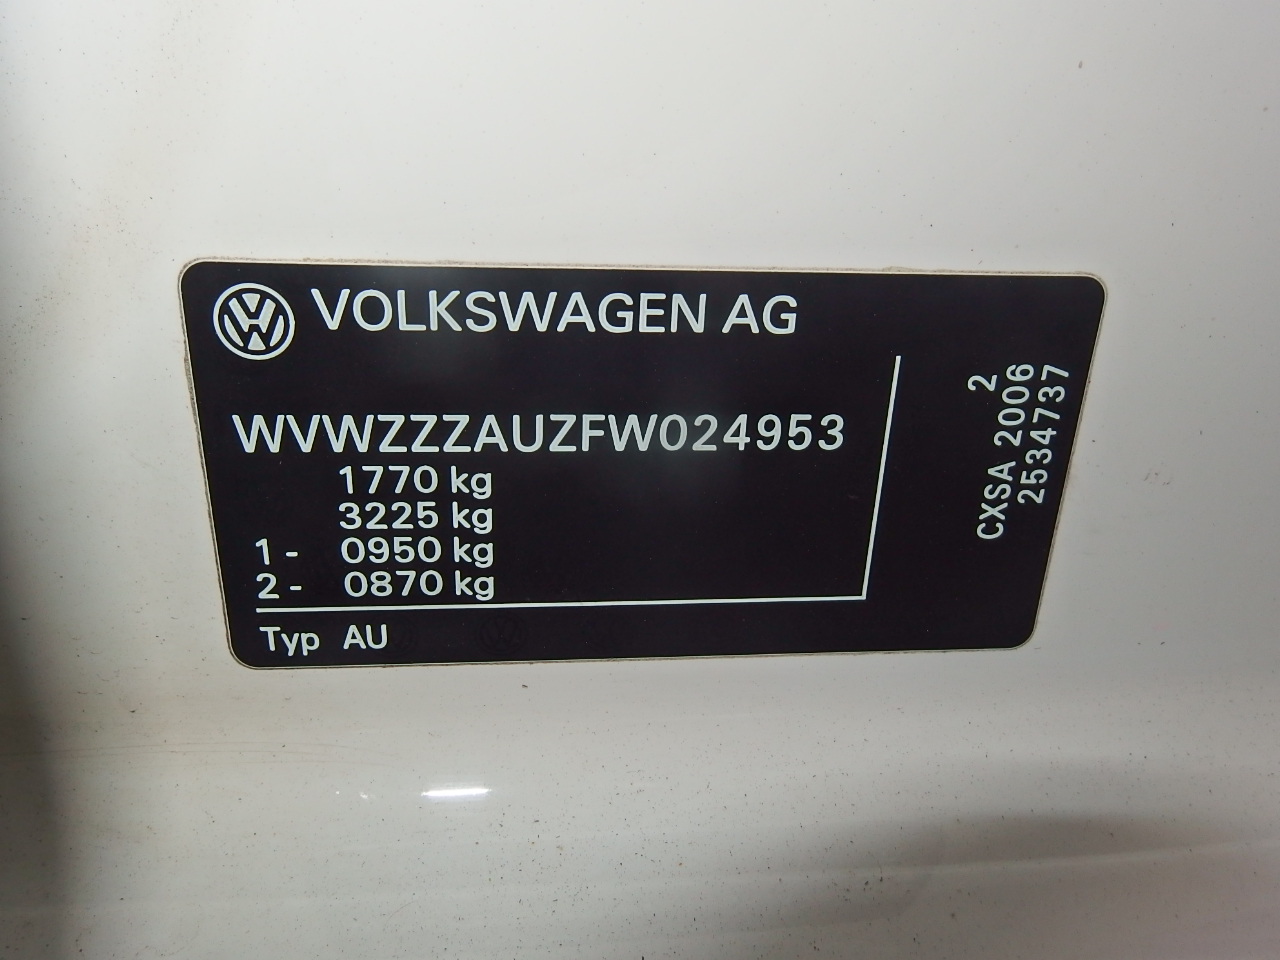 VOLKSWAGEN AG
WVWZZZAUZFW024953
1770 kg
3225 kg
1- 0950 kg
2- 0870 kg
Typ AU
2
CXSA 2006
2534737